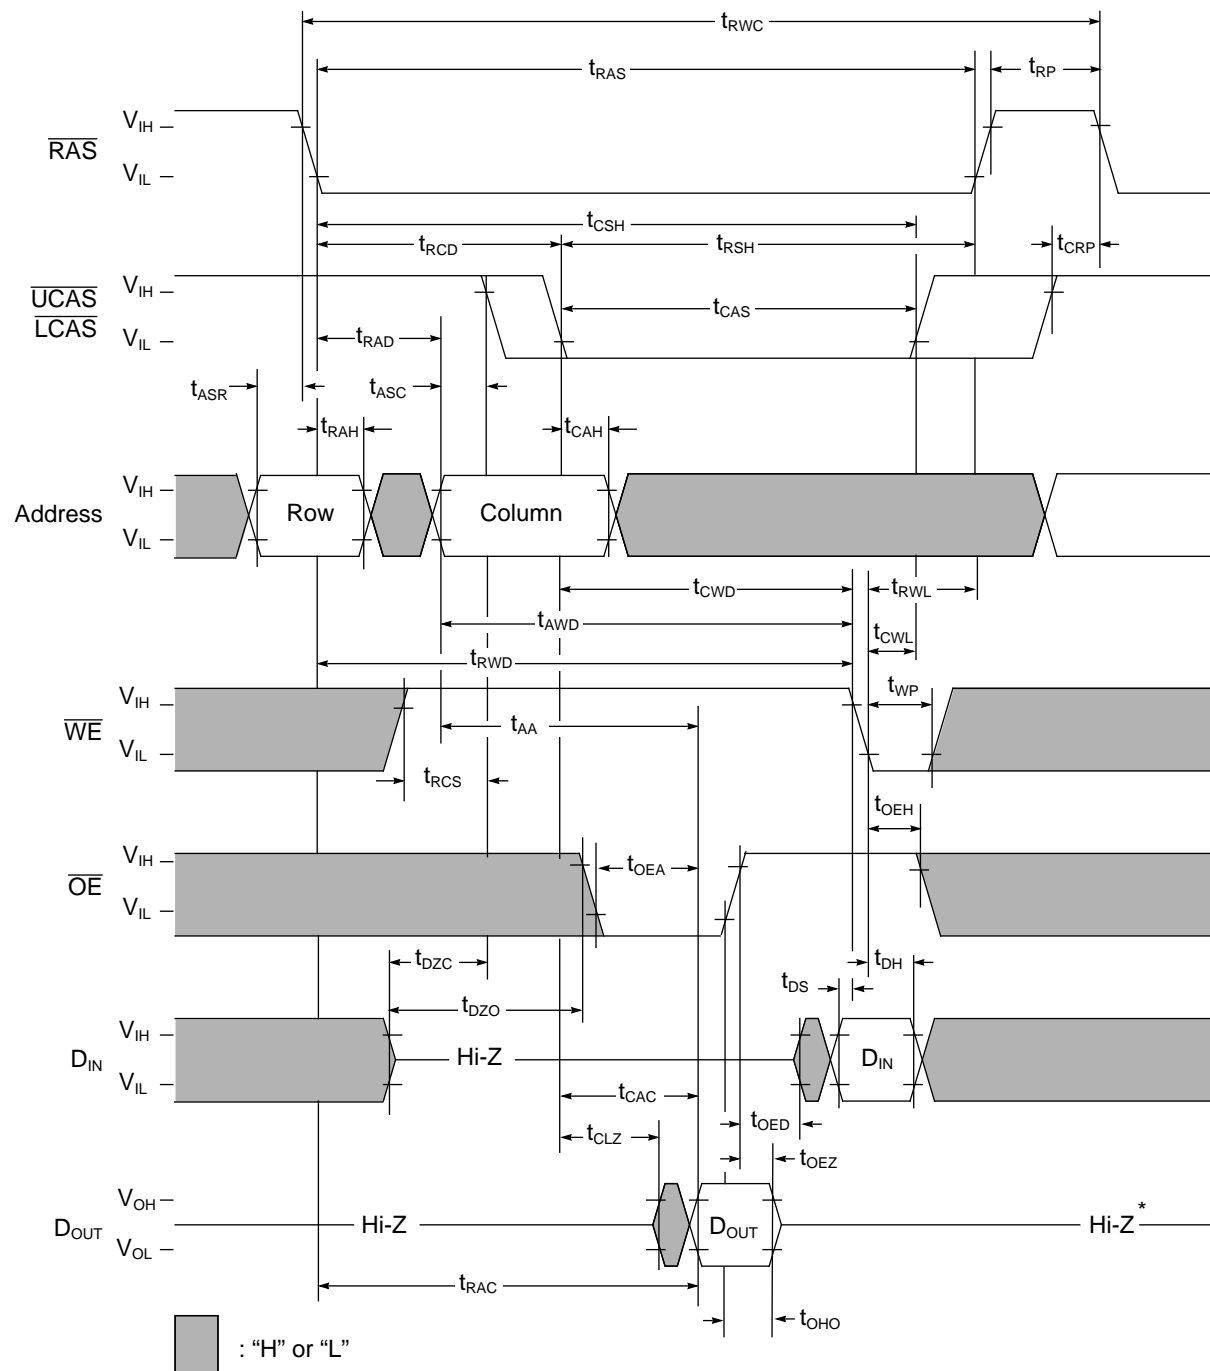 tRWC
tRAS
tRP
VIH
RAS
VIL
tCSH
tRCD
tRSH
tCRP
VIH
UCAS
LCAS
VIL
tCAS
tRAD
tASR
tASC
tRAH
tCAH
VIH
Address
Row
Column
VIL
tCWD
tRWL
tAWD
tCWL
tRWD
VIH
tWP
WE
tAA
VIL
tRCS
tOEH
VIH
OE
tOEA
VIL
tDZC
tDH
tDS
tDZO
VIH
DIN
Hi-Z
DIN
VIL
tCAC
tOED
tCLZ
tOEZ
VOH
DOUT
Hi-Z
DOUT
Hi-Z*
VOL
tRAC
tOHO
: “H” or “L”